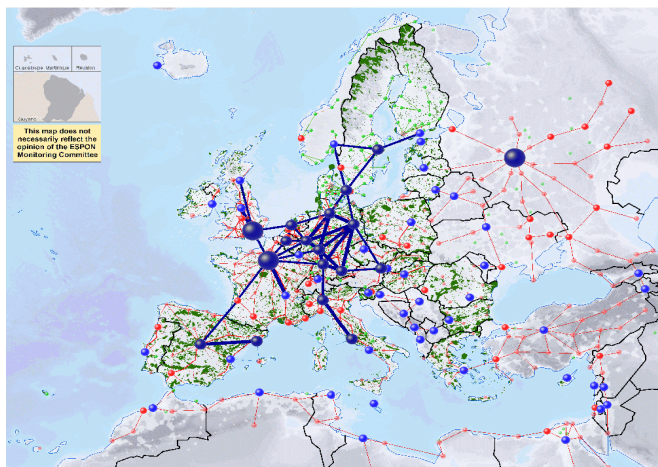 Guadeloupe Martinique Réunion
Guyane
This map does not
necessarily reflect the
opinion of the ESPON
Monitoring Committee